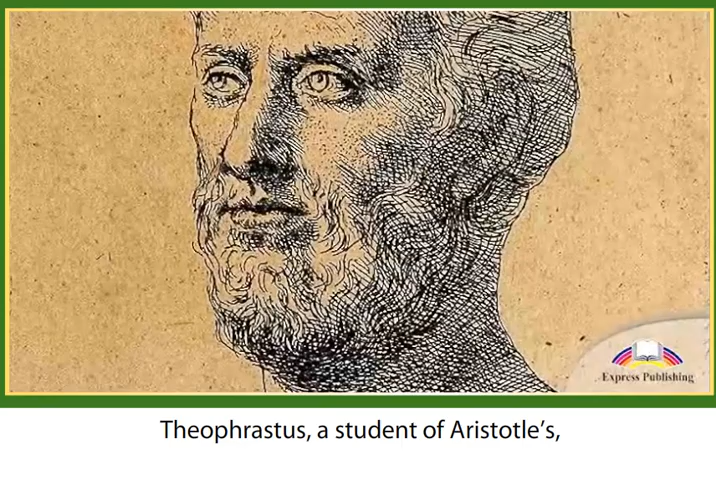 Express Publishing
Theophrastus, a student of Aristotle’s,